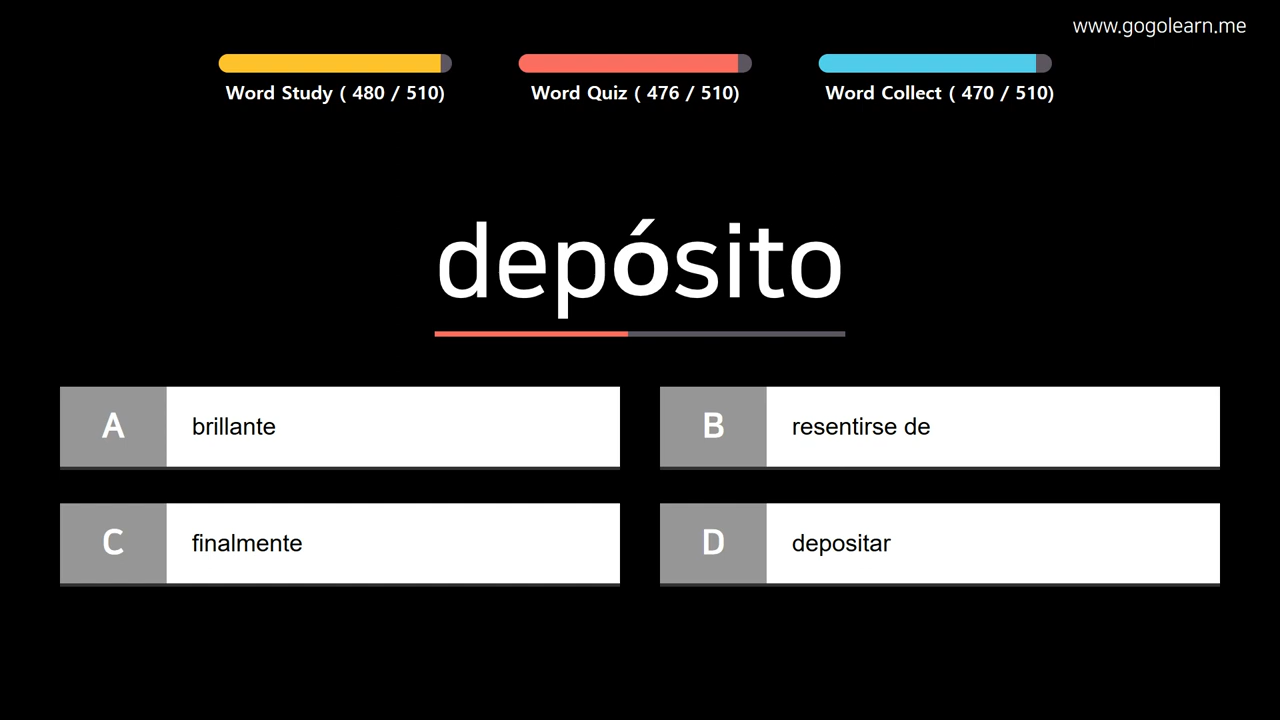 www.gogolearn.me
Word Study ( 480 / 510)
Word Quiz ( 476 / 510)
Word Collect ( 470 / 510)
depósito
A brillante
B resentirse de
C finalmente
D depositar